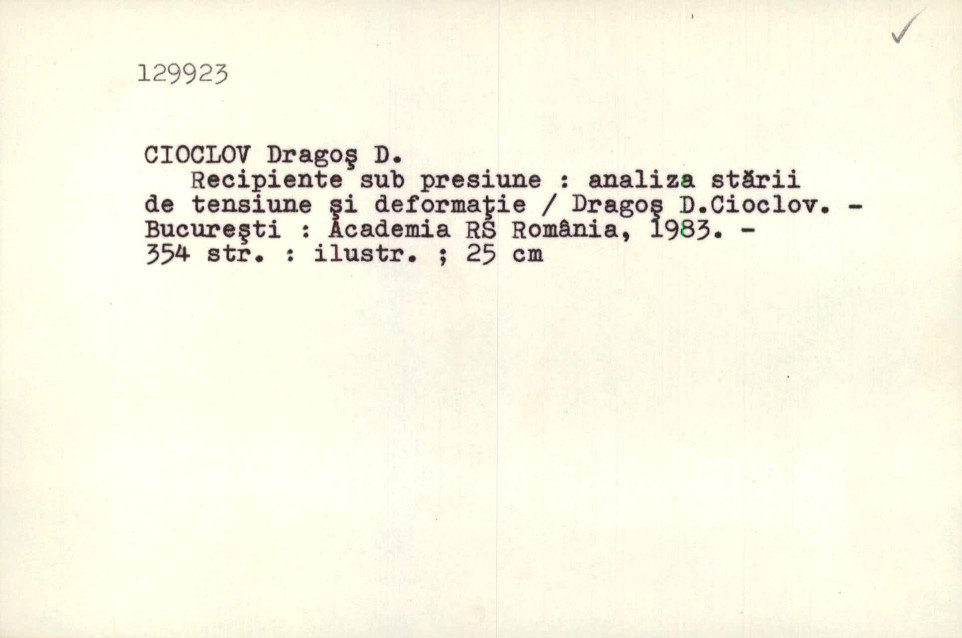 129923
CIOCLOV Dragoş D.
Recipiente sub presiune : analiza stării
de tensiune şi deformaţie / Dragoş D.Cioclov. -
Bucureşti : Academia RS România, 1983. -
354 str. : ilustr. ; 25 cm